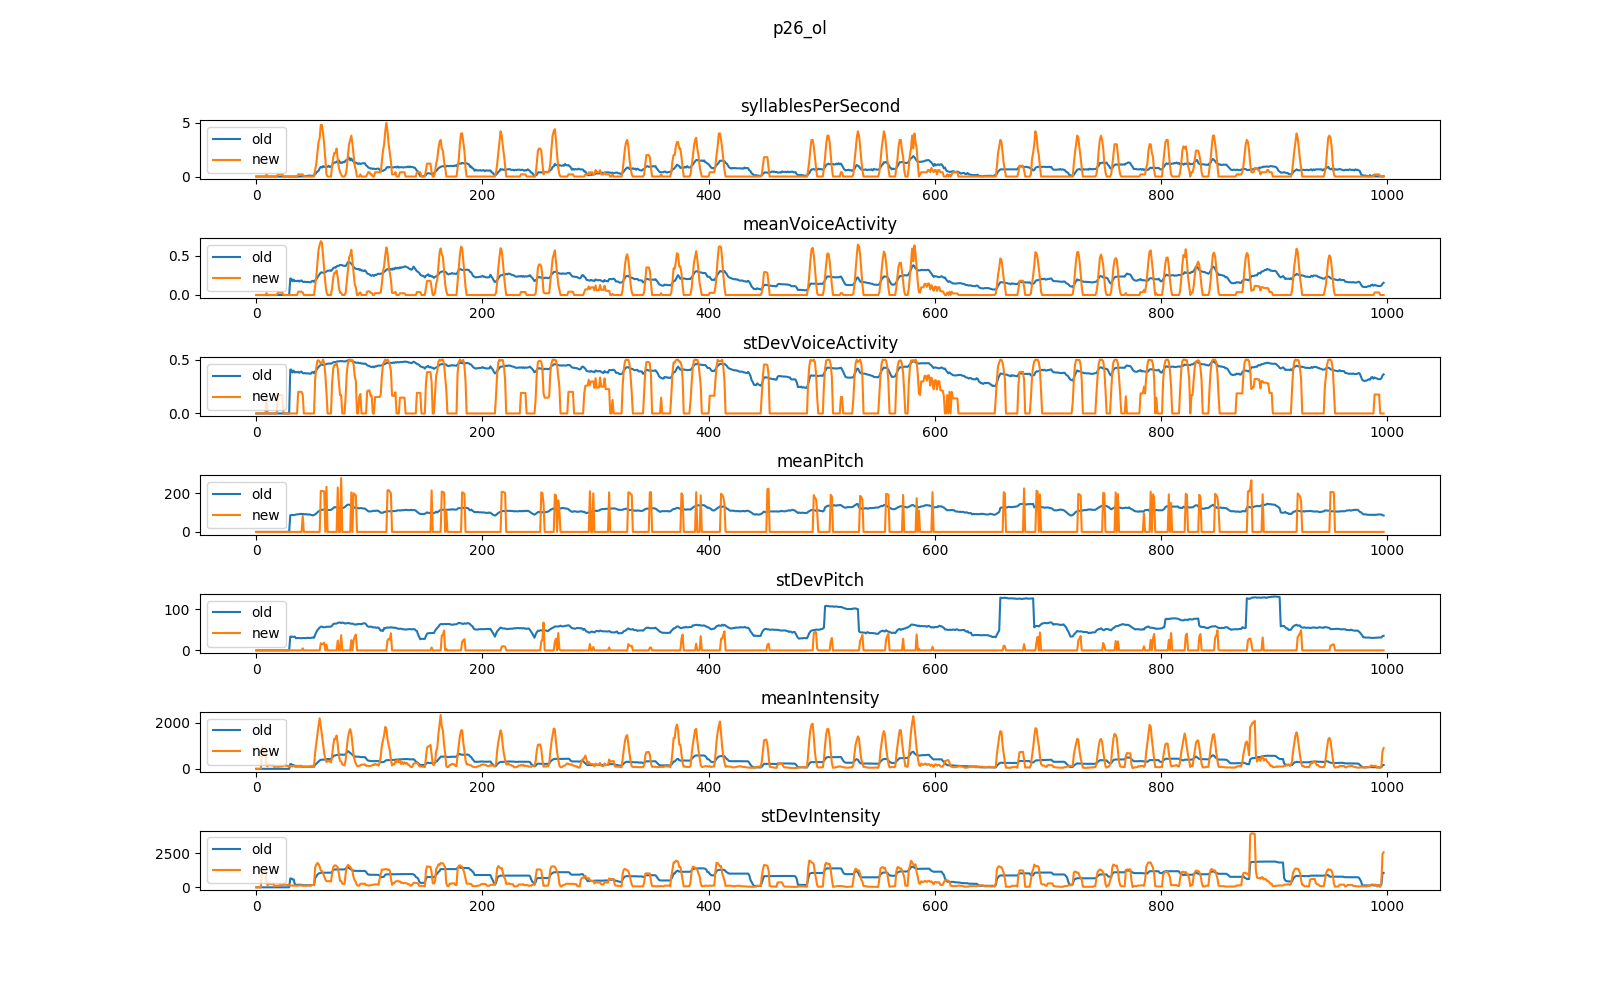 p26_ol
syllablesPerSecond
5
0
old
new
0 200 400 600 800 1000
meanVoiceActivity
0.5
0.0
old
new
0 200 400 600 800 1000
stDevVoiceActivity
0.5
0.0
old
new
0 200 400 600 800 1000
meanPitch
200
0
old
new
0 200 400 600 800 1000
stDevPitch
100
0
old
new
0 200 400 600 800 1000
meanIntensity
2000
0
old
new
0 200 400 600 800 1000
stDevIntensity
2500
0
old
new
0 200 400 600 800 1000